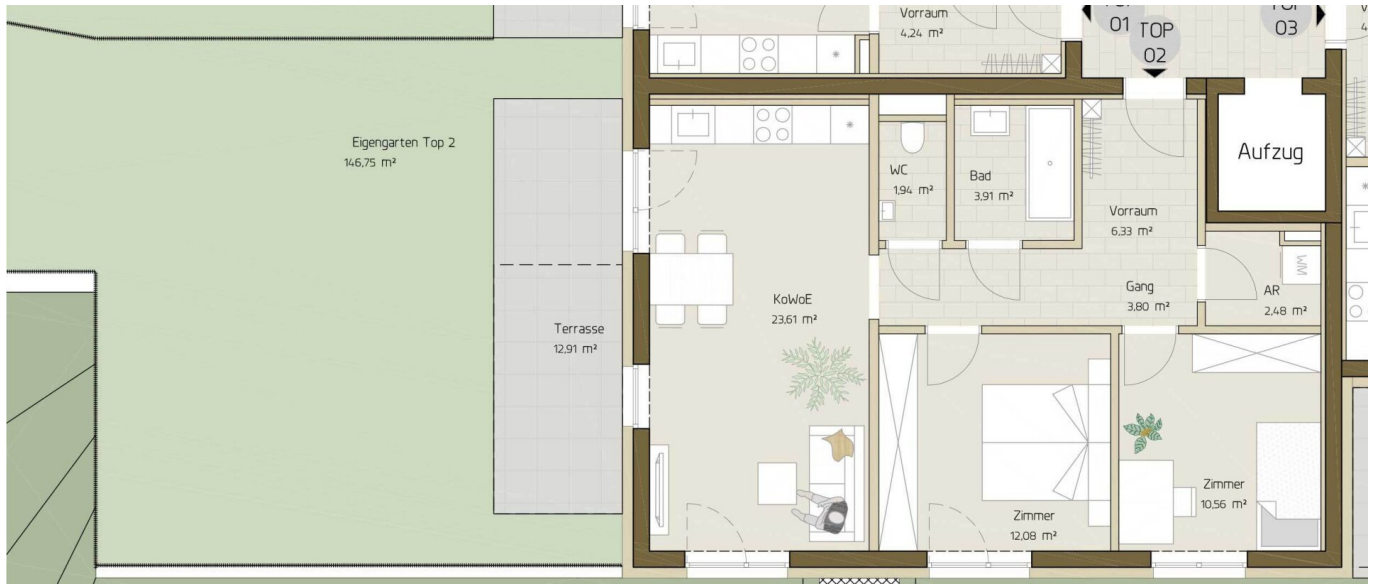 Vorraum
4,24 m²
01
TOP
02
03
Eigengarten Top 2
146,75 m²
Aufzug
WC
1,94 m²
Bad
3,91 m²
Vorraum
6,33 m²
WM
Gang
3,80 m²
AR
2,48 m²
KoWoE
23,61 m²
Terrasse
12,91 m²
Zimmer
12,08 m²
Zimmer
10,56 m²